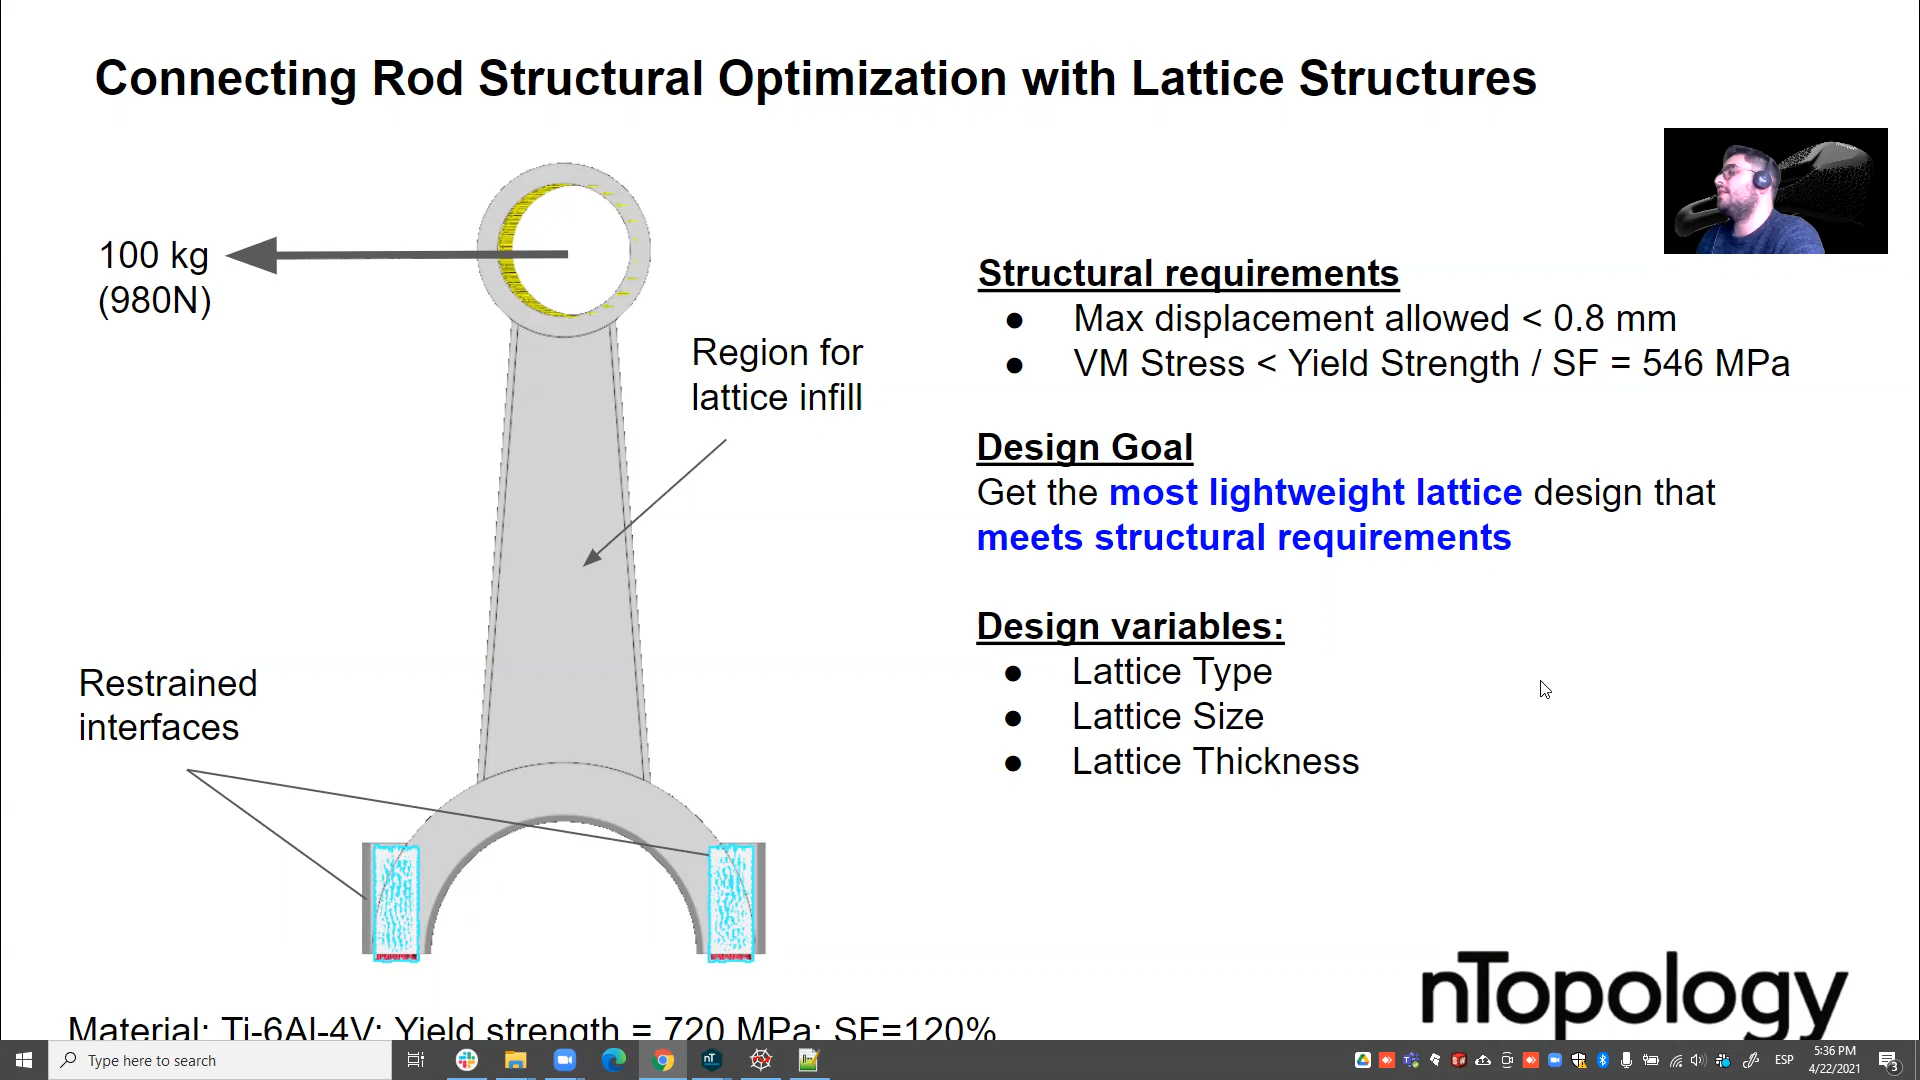 Connecting Rod Structural Optimization with Lattice Structures
100 kg
(980N)
Region for
lattice infill
Restrained
interfaces
Structural requirements
● Max displacement allowed < 0.8 mm
● VM Stress < Yield Strength / SF = 546 MPa
Design Goal
Get the most lightweight lattice design that
meets structural requirements
Design variables:
● Lattice Type
● Lattice Size
● Lattice Thickness
Material: Ti-6Al-4V; Yield strength = 720 MPa; SF=120%
nTopology
Type here to search
nT
ESP
5:36 PM
4/22/2021
3